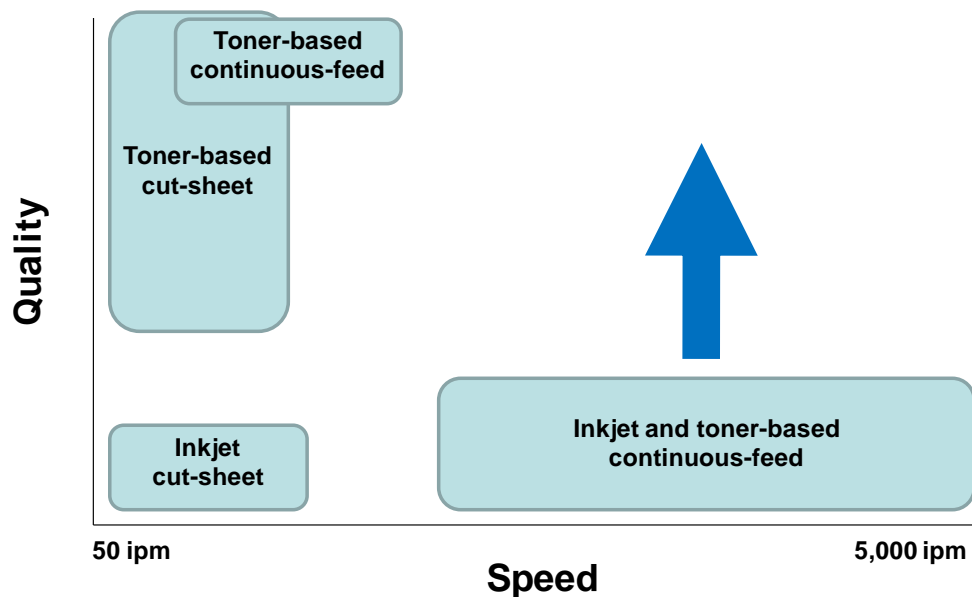 Toner-based
continuous-feed
Toner-based
cut-sheet
Quality
Inkjet and toner-based
continuous-feed
Inkjet
cut-sheet
50 ipm
5,000 ipm
Speed